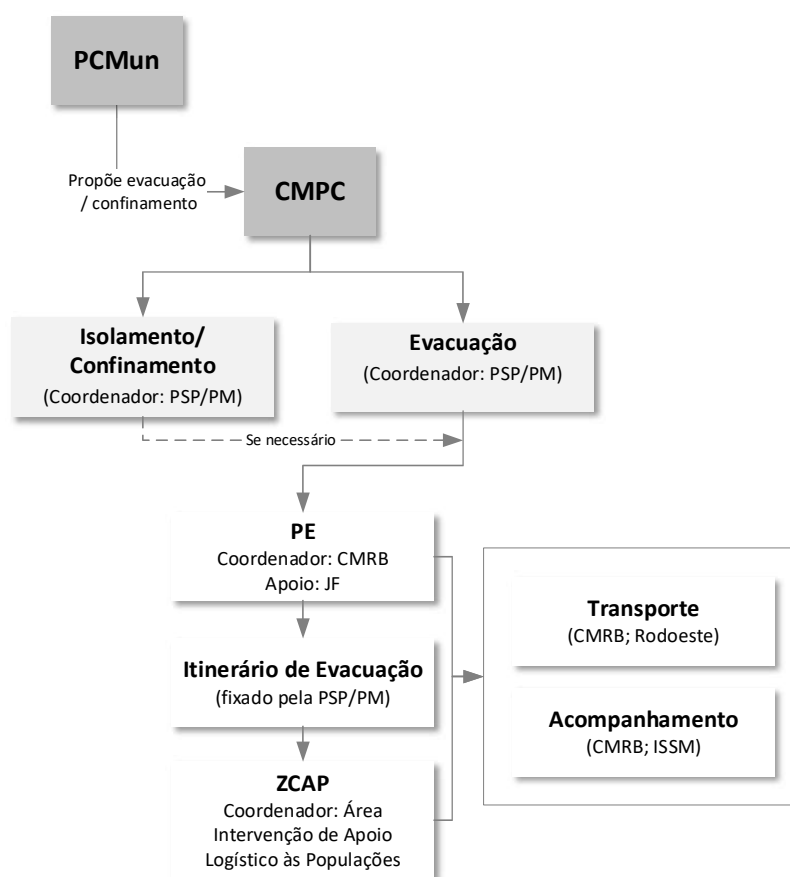 PCMun
Propõe evacuação
/ confinamento
CMPC
Isolamento/
Confinamento
(Coordenador: PSP/PM)
Evacuação
(Coordenador: PSP/PM)
Se necessário
PE
Coordenador: CMRB
Apoio: JF
Itinerário de Evacuação
(fixado pela PSP/PM)
ZCAP
Coordenador: Área
Intervenção de Apoio
Logístico às Populações
Transporte
(CMRB; Rodoeste)
Acompanhamento
(CMRB; ISSM)